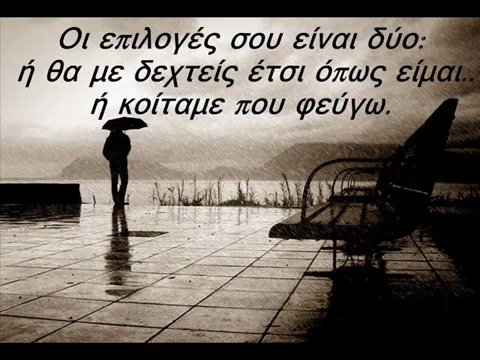 Οι επιλογές σου είναι δύο:
ή θα με δεχτείς έτσι όπως είμαι..
ή κοίταμε που φεύγω.